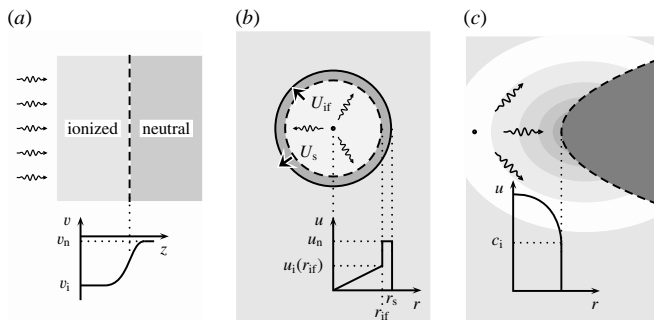 (a)
ionized
neutral
v
v_n
z
v_i
(b)
U_if
U_s
u
u_n
u_i(r_if)
r_s
r
r_if
(c)
u
c_i
r